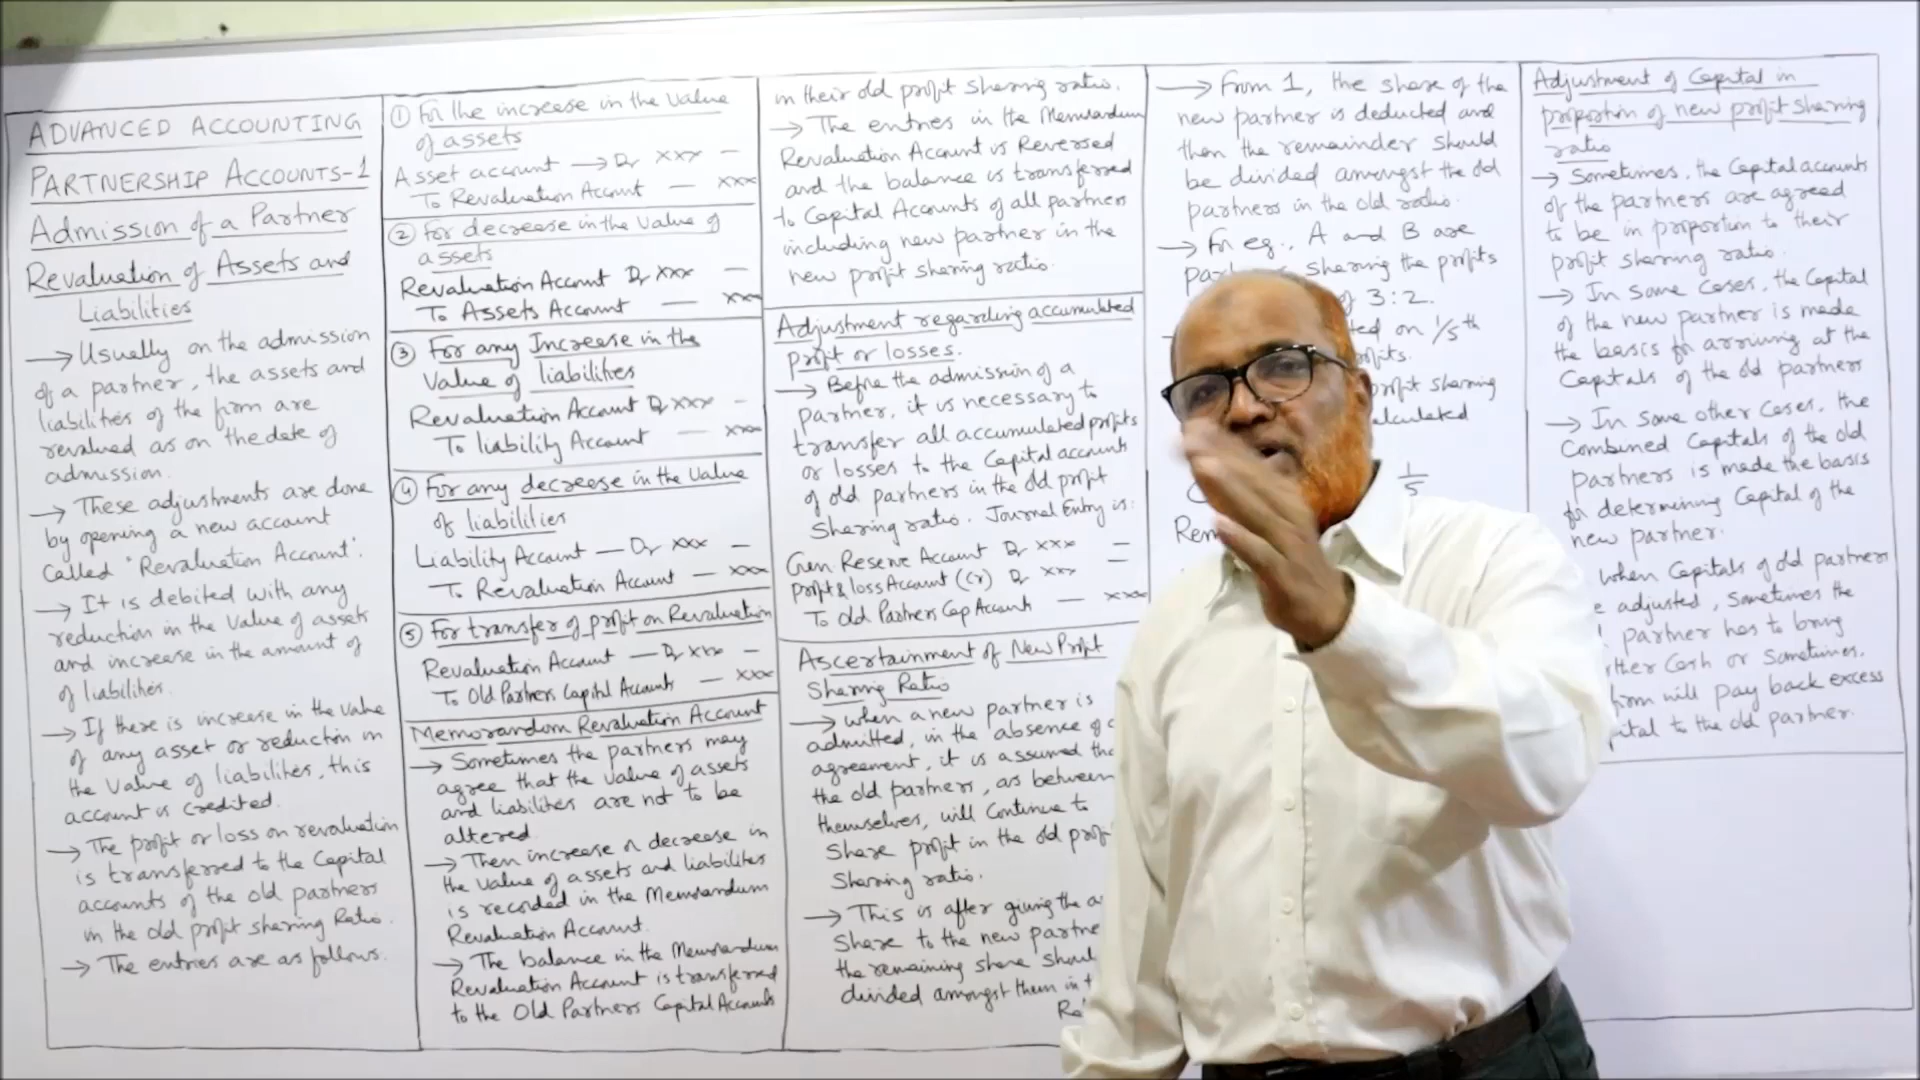 ADVANCED ACCOUNTING
PARTNERSHIP ACCOUNTS-1
Admission of a Partner
Revaluation of Assets and
Liabilities
→ Usually on the admission
of a partner, the assets and
liabilities of the firm are
revalued as on the date of
admission.
→ These adjustments are done
by opening a new account
called "Revaluation Account".
→ It is debited with any
reduction in the value of assets
and increase in the amount of
of liabilities.
→ If there is increase in the value
of any asset or reduction in
the value of liabilities, this
account is credited.
→ The profit or loss on revaluation
is transferred to the Capital
accounts of the old partners
in the old profit sharing Ratio.
→ The entries are as follows.
① For the increase in the value
of assets
Asset account → Dr xxx —
To Revaluation Account — xxx
② For decrease in the value of
assets
Revaluation Account Dr xxx —
To Assets Account — xxx
③ For any Increase in the
value of liabilities
Revaluation Account Dr xxx —
To liability Account — xxx
④ For any decrease in the value
of liabilities
Liability Account — Dr xxx —
To Revaluation Account — xxx
⑤ For transfer of profit on Revaluation
Revaluation Account — Dr xxx —
To Old Partners Capital Accounts — xxx
Memorandom Revaluation Account
→ Sometimes the partners may
agree that the value of assets
and liabilities are not to be
altered
→ Then increase or decrease in
the value of assets and liabilities
is recorded in the Memorandum
Revaluation Account.
→ The balance in the Memorandum
Revaluation Account is transferred
to the Old Partners Capital Accounts
in their old profit sharing ratio.
→ The entries in the Memorandum
Revaluation Account is Reversed
and the balance is transferred
to Capital Accounts of all partners
including new partner in the
new profit sharing ratio.
Adjustment regarding accumulated
profit or losses.
→ Before the admission of a
partner, it is necessary to
transfer all accumulated profits
or losses to the Capital accounts
of old partners in the old profit
sharing ratio. Journal Entry is:
Gen. Reserve Account Dr xxx —
Profit & loss Account (Cr) Dr xxx —
To Old Partners Cap Account — xxx
Ascertainment of New Profit
Sharing Ratio
→ when a new partner is
admitted, in the absence of
agreement, it is assumed
the old partners, as between
themselves, will continue to
share profit in the old
sharing ratio.
→ This is after giving the
share to the new
the remaining share
divided amongst them in
→ From 1, the share of the
new partner is deducted and
then the remainder should
be divided amongst the old
partners in the old ratio.
→ For eg., A and B are
sharing the profits
3:2.
on 1/5th
profit sharing
calculated
1/5
Adjustment of Capital in
proportion of new profit sharing
ratio
→ Sometimes, the Capital accounts
of the partners are agreed
to be in proportion to their
profit sharing ratio.
→ In some cases, the Capital
of the new partner is made
the basis for arriving at the
Capitals of the old partners
→ In some other cases, the
Combined Capitals of the old
partners is made the basis
for determining Capital of the
new partner.
when Capitals of old partners
adjusted, sometimes the
partner has to bring
Cash or sometimes,
firm will pay back excess
to the old partner.